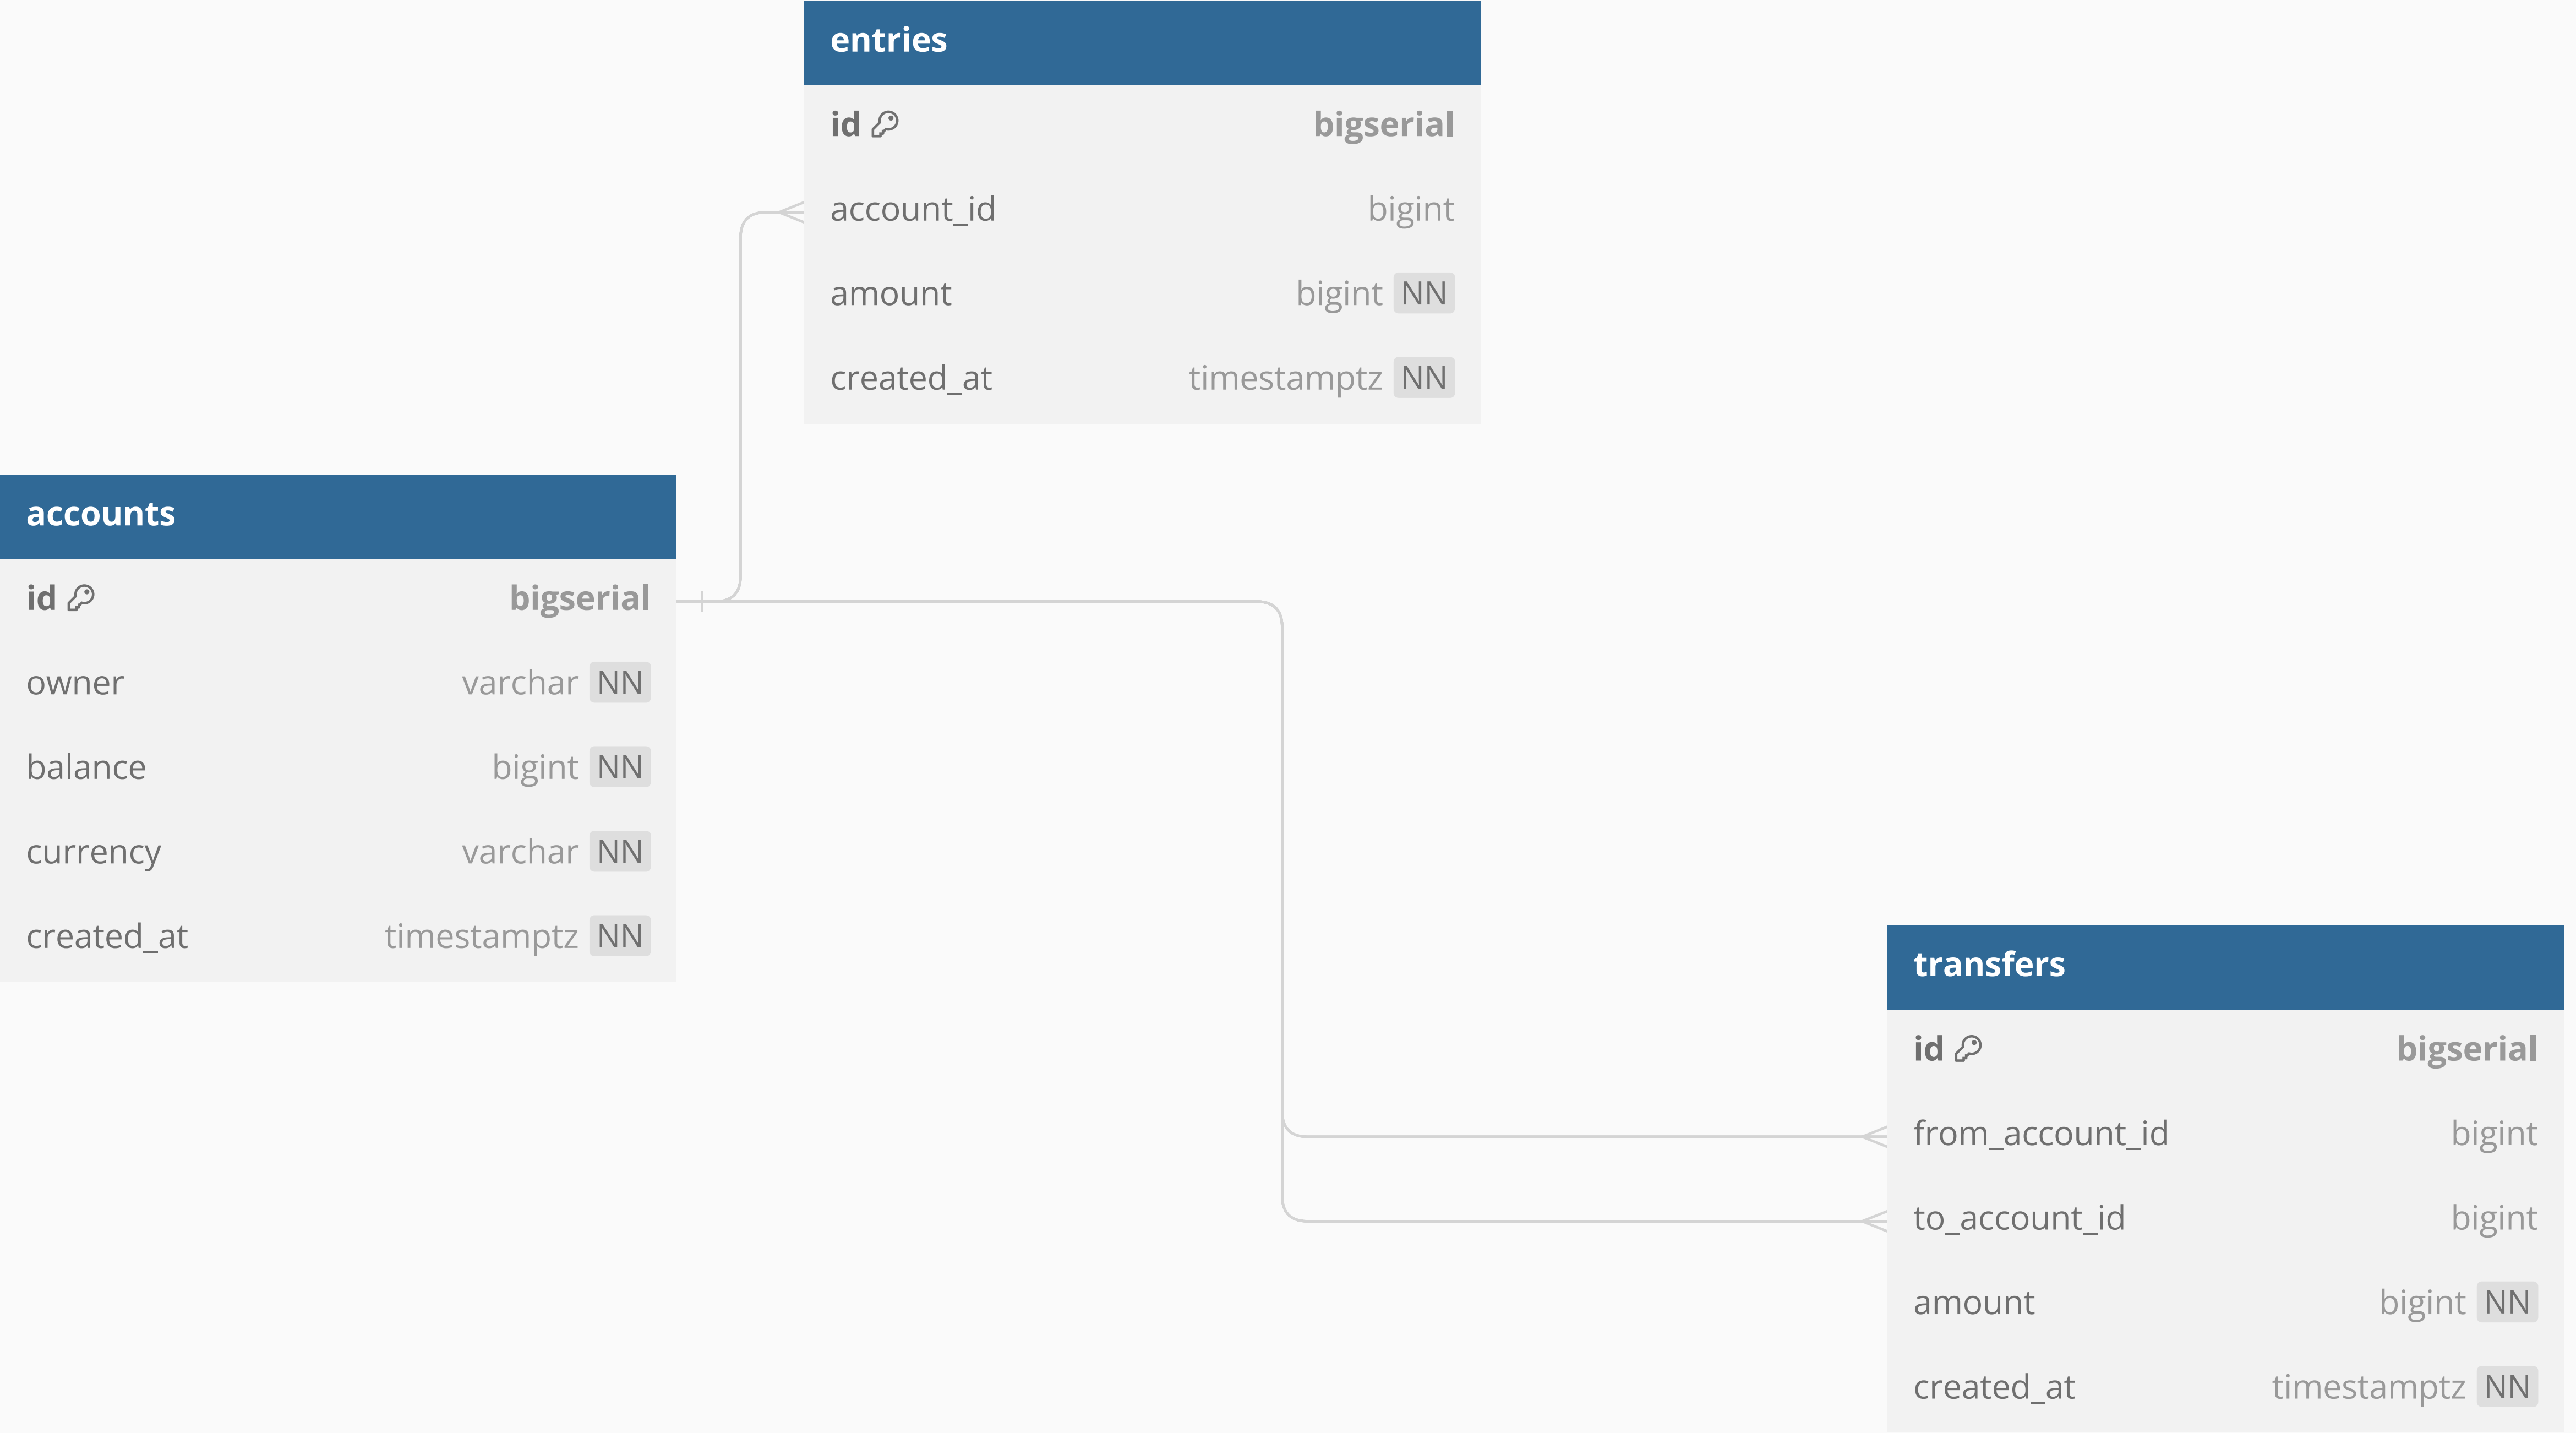 entries
id bigserial
account_id bigint
amount bigint NN
created_at timestamptz NN
accounts
id bigserial
owner varchar NN
balance bigint NN
currency varchar NN
created_at timestamptz NN
transfers
id bigserial
from_account_id bigint
to_account_id bigint
amount bigint NN
created_at timestamptz NN